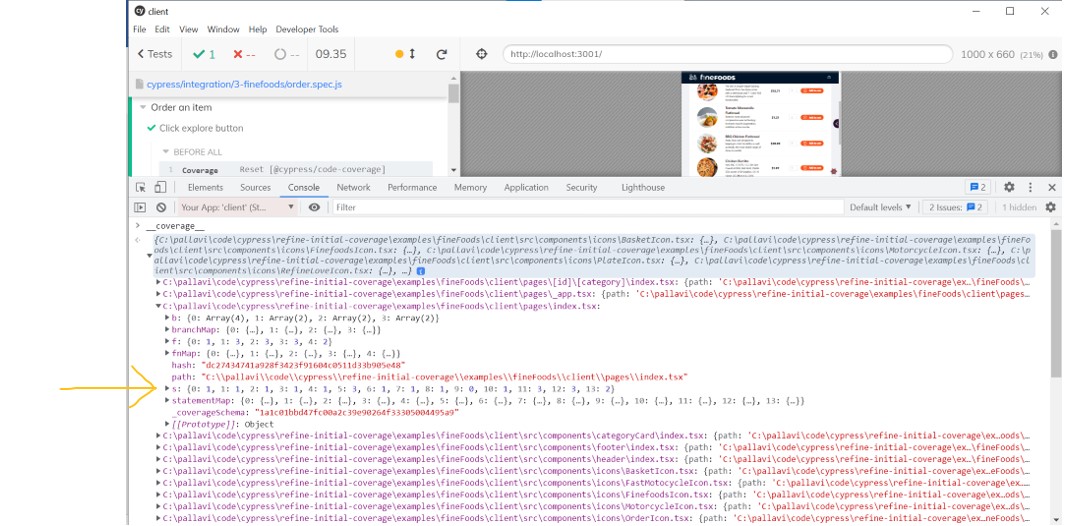 client
File Edit View Window Help Developer Tools
Tests 1 -- -- 09.35 http://localhost:3001/ 1000 x 660 (21%)
cypress/integration/3-finefoods/order.spec.js
FINEFOODS
Order an item
Click explore button
BEFORE ALL
1 Coverage Reset [@cypress/code-coverage]
Elements Sources Console Network Performance Memory Application Security Lighthouse 2
Your App: 'client' (St... Filter Default levels 2 Issues: 2 1 hidden
__coverage__
{C:\pallavi\code\cypress\refine-initial-coverage\examples\fineFoods\client\src\components\icons\BasketIcon.tsx: {…}, C:\pallavi\code\cypress\refine-initial-coverage\examples\fineFo
ods\client\src\components\icons\FinefoodsIcon.tsx: {…}, C:\pallavi\code\cypress\refine-initial-coverage\examples\fineFoods\client\src\components\icons\MotorcycleIcon.tsx: {…}, C:\p
allavi\code\cypress\refine-initial-coverage\examples\fineFoods\client\src\components\icons\PlateIcon.tsx: {…}, C:\pallavi\code\cypress\refine-initial-coverage\examples\fineFoods\cl
ient\src\components\icons\RefineLoveIcon.tsx: {…}, …}
C:\pallavi\code\cypress\refine-initial-coverage\examples\fineFoods\client\pages\[id]\[category]\index.tsx: {path: 'C:\pallavi\code\cypress\refine-initial-coverage\ex…\fineFoods\…
C:\pallavi\code\cypress\refine-initial-coverage\examples\fineFoods\client\pages\_app.tsx: {path: 'C:\pallavi\code\cypress\refine-initial-coverage\ex…eFoods\client\pages…
C:\pallavi\code\cypress\refine-initial-coverage\examples\fineFoods\client\pages\index.tsx:
b: {0: Array(4), 1: Array(2), 2: Array(2), 3: Array(2)}
branchMap: {0: {…}, 1: {…}, 2: {…}, 3: {…}}
f: {0: 1, 1: 3, 2: 3, 3: 3, 4: 2}
fnMap: {0: {…}, 1: {…}, 2: {…}, 3: {…}, 4: {…}}
hash: "dc27434741a928f3423f91604c0511d33b905e48"
path: "C:\\pallavi\\code\\cypress\\refine-initial-coverage\\examples\\fineFoods\\client\\pages\\index.tsx"
s: {0: 1, 1: 1, 2: 1, 3: 1, 4: 1, 5: 3, 6: 1, 7: 1, 8: 1, 9: 0, 10: 1, 11: 3, 12: 3, 13: 2}
statementMap: {0: {…}, 1: {…}, 2: {…}, 3: {…}, 4: {…}, 5: {…}, 6: {…}, 7: {…}, 8: {…}, 9: {…}, 10: {…}, 11: {…}, 12: {…}, 13: {…}}
_coverageSchema: "1a1c01bbd47fc00a2c39e90264f33305004495a9"
[[Prototype]]: Object
C:\pallavi\code\cypress\refine-initial-coverage\examples\fineFoods\client\src\components\categoryCard\index.tsx: {path: 'C:\pallavi\code\cypress\refine-initial-coverage\ex…ods\…
C:\pallavi\code\cypress\refine-initial-coverage\examples\fineFoods\client\src\components\footer\index.tsx: {path: 'C:\pallavi\code\cypress\refine-initial-coverage\ex…ods\…
C:\pallavi\code\cypress\refine-initial-coverage\examples\fineFoods\client\src\components\header\index.tsx: {path: 'C:\pallavi\code\cypress\refine-initial-coverage\ex…ods\…
C:\pallavi\code\cypress\refine-initial-coverage\examples\fineFoods\client\src\components\icons\BasketIcon.tsx: {path: 'C:\pallavi\code\cypress\refine-initial-coverage\ex…eFoods\…
C:\pallavi\code\cypress\refine-initial-coverage\examples\fineFoods\client\src\components\icons\FastMotocycleIcon.tsx: {path: 'C:\pallavi\code\cypress\refine-initial-coverage\ex…ds\…
C:\pallavi\code\cypress\refine-initial-coverage\examples\fineFoods\client\src\components\icons\FinefoodsIcon.tsx: {path: 'C:\pallavi\code\cypress\refine-initial-coverage\ex…ods\…
C:\pallavi\code\cypress\refine-initial-coverage\examples\fineFoods\client\src\components\icons\MotorcycleIcon.tsx: {path: 'C:\pallavi\code\cypress\refine-initial-coverage\ex…ods\…
C:\pallavi\code\cypress\refine-initial-coverage\examples\fineFoods\client\src\components\icons\OrderIcon.tsx: {path: 'C:\pallavi\code\cypress\refine-initial-coverage\ex…Foods\…